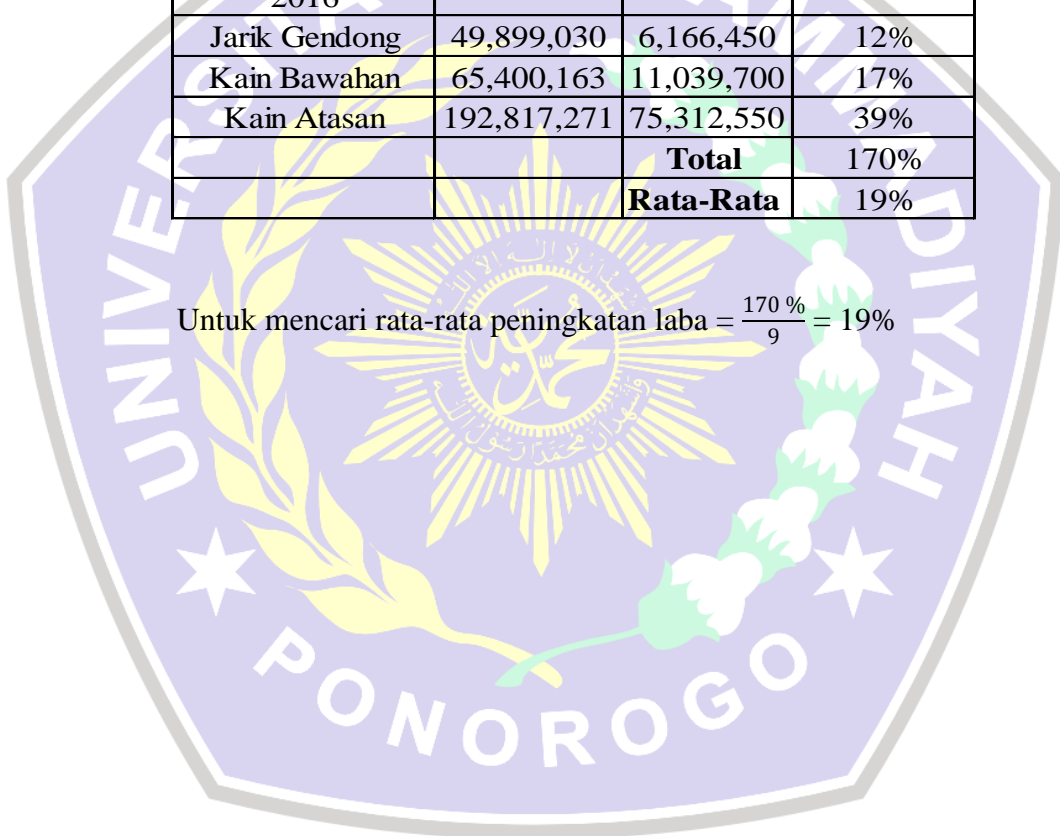 2016
Jarik Gendong 49,899,030 6,166,450 12%
Kain Bawahan 65,400,163 11,039,700 17%
Kain Atasan 192,817,271 75,312,550 39%
Total 170%
Rata-Rata 19%
Untuk mencari rata-rata peningkatan laba = 170 % / 9 = 19%
PONOROGO